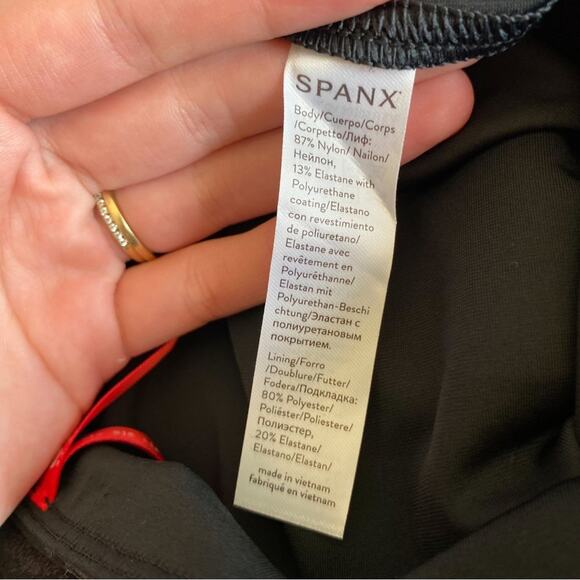 SPANX
Body/Cuerpo/Corps
/Corpetto/Лиф:
87% Nylon/ Nailon/
Нейлон,
13% Elastane with
Polyurethane
coating/Elastano
con revestimiento
de poliuretano/
Elastane avec
revêtement en
Polyuréthanne/
Elastan mit
Polyurethan-Beschi
chtung/Эластан с
полиуретановым
покрытием.
Lining/Forro
/Doublure/Futter/
Fodera/Подкладка:
80% Polyester/
Poliéster/Poliestere/
Полиэстер,
20% Elastane/
Elastano/Elastan/
made in vietnam
fabriqué en vietnam